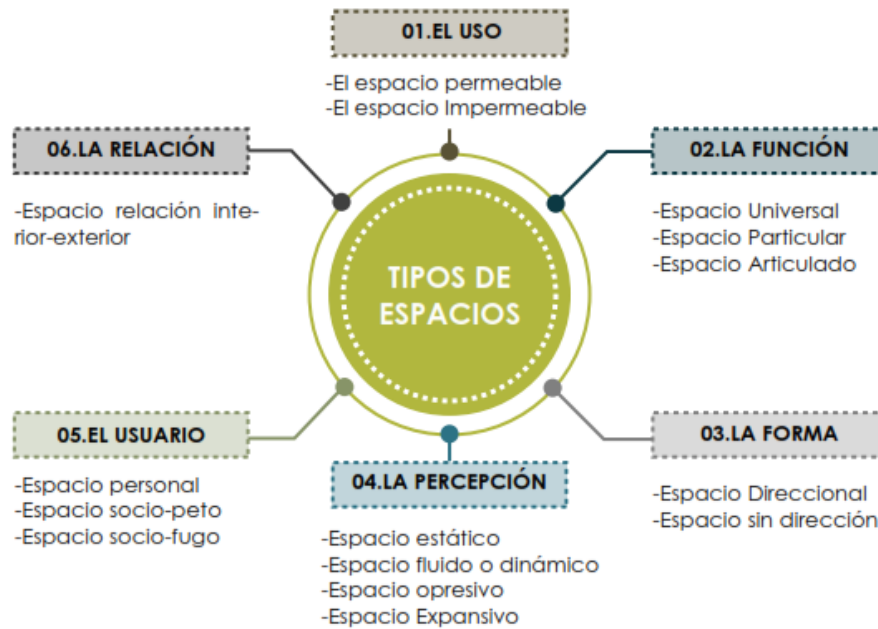 01.EL USO
-El espacio permeable
-El espacio Impermeable
06.LA RELACIÓN
-Espacio relación inte-
rior-exterior
02.LA FUNCIÓN
-Espacio Universal
-Espacio Particular
-Espacio Articulado
TIPOS DE
ESPACIOS
05.EL USUARIO
-Espacio personal
-Espacio socio-peto
-Espacio socio-fugo
04.LA PERCEPCIÓN
-Espacio estático
-Espacio fluido o dinámico
-Espacio opresivo
-Espacio Expansivo
03.LA FORMA
-Espacio Direccional
-Espacio sin dirección